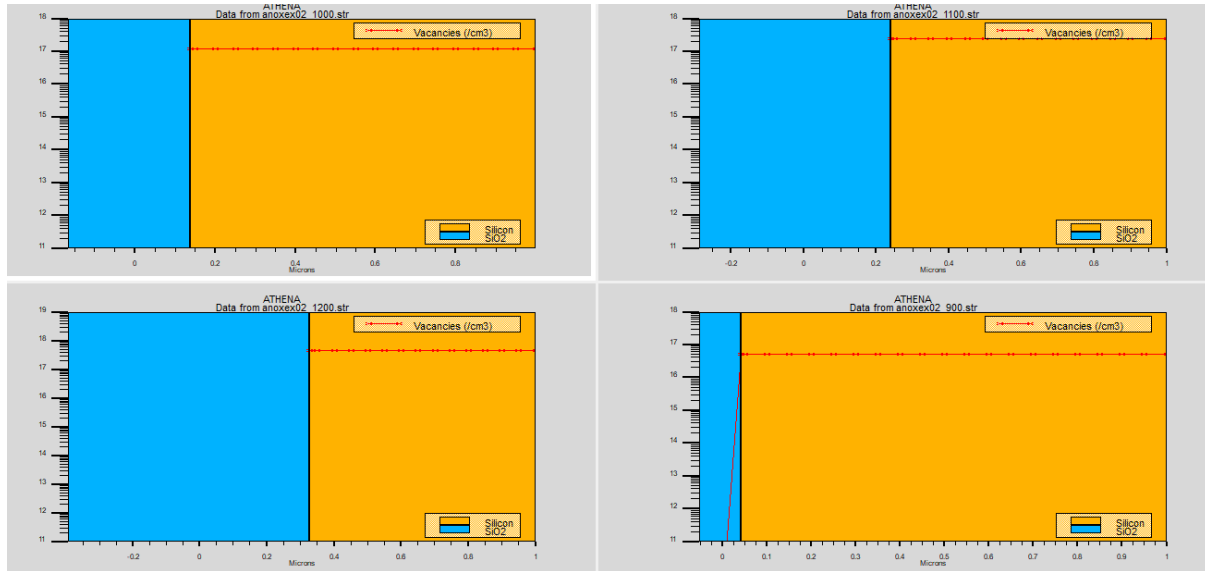 ATHENA
Data from anoxex02_1000.str
Vacancies (/cm3)
18
17
16
15
14
13
12
11
Silicon
SiO2
0
0.2
0.4
0.6
0.8
Microns
ATHENA
Data from anoxex02_1100.str
Vacancies (/cm3)
18
17
16
15
14
13
12
11
Silicon
SiO2
-0.2
0
0.2
0.4
0.6
0.8
1
Microns
ATHENA
Data from anoxex02_1200.str
Vacancies (/cm3)
19
18
17
16
15
14
13
12
11
Silicon
SiO2
-0.2
0
0.2
0.4
0.6
0.8
1
Microns
ATHENA
Data from anoxex02_900.str
Vacancies (/cm3)
18
17
16
15
14
13
12
11
Silicon
SiO2
0
0.1
0.2
0.3
0.4
0.5
0.6
0.7
0.8
0.9
1
Microns